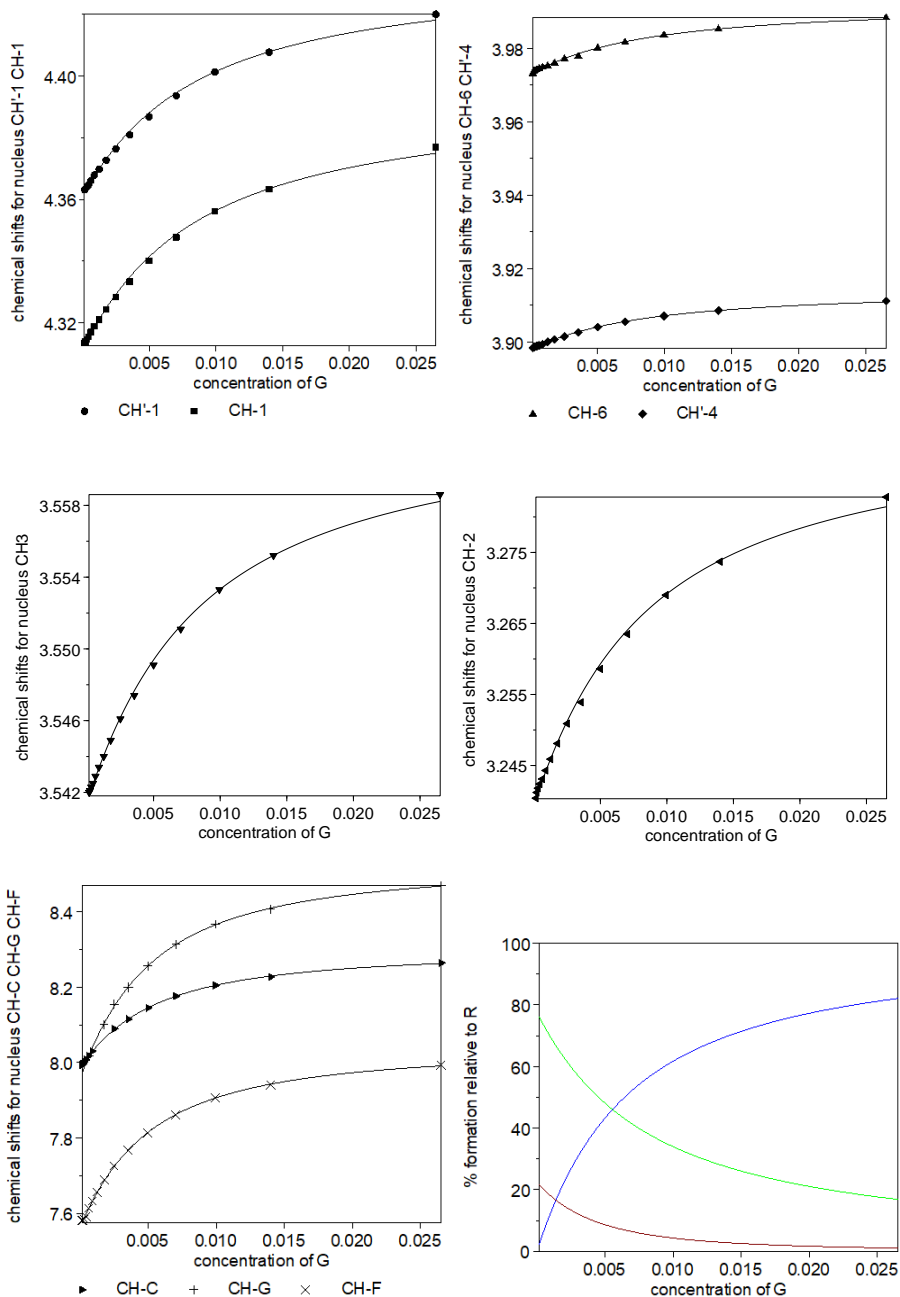 chemical shifts for nucleus CH'-1 CH-1
4.40
4.36
4.32
0.005 0.010 0.015 0.020 0.025
concentration of G
CH'-1 CH-1
chemical shifts for nucleus CH-6 CH'-4
3.98
3.96
3.94
3.92
3.90
0.005 0.010 0.015 0.020 0.025
concentration of G
CH-6 CH'-4
chemical shifts for nucleus CH3
3.558
3.554
3.550
3.546
3.542
0.005 0.010 0.015 0.020 0.025
concentration of G
chemical shifts for nucleus CH-2
3.275
3.265
3.255
3.245
0.005 0.010 0.015 0.020 0.025
concentration of G
chemical shifts for nucleus CH-C CH-G CH-F
8.4
8.2
8.0
7.8
7.6
0.005 0.010 0.015 0.020 0.025
concentration of G
CH-C CH-G CH-F
% formation relative to R
100
80
60
40
20
0
0.005 0.010 0.015 0.020 0.025
concentration of G